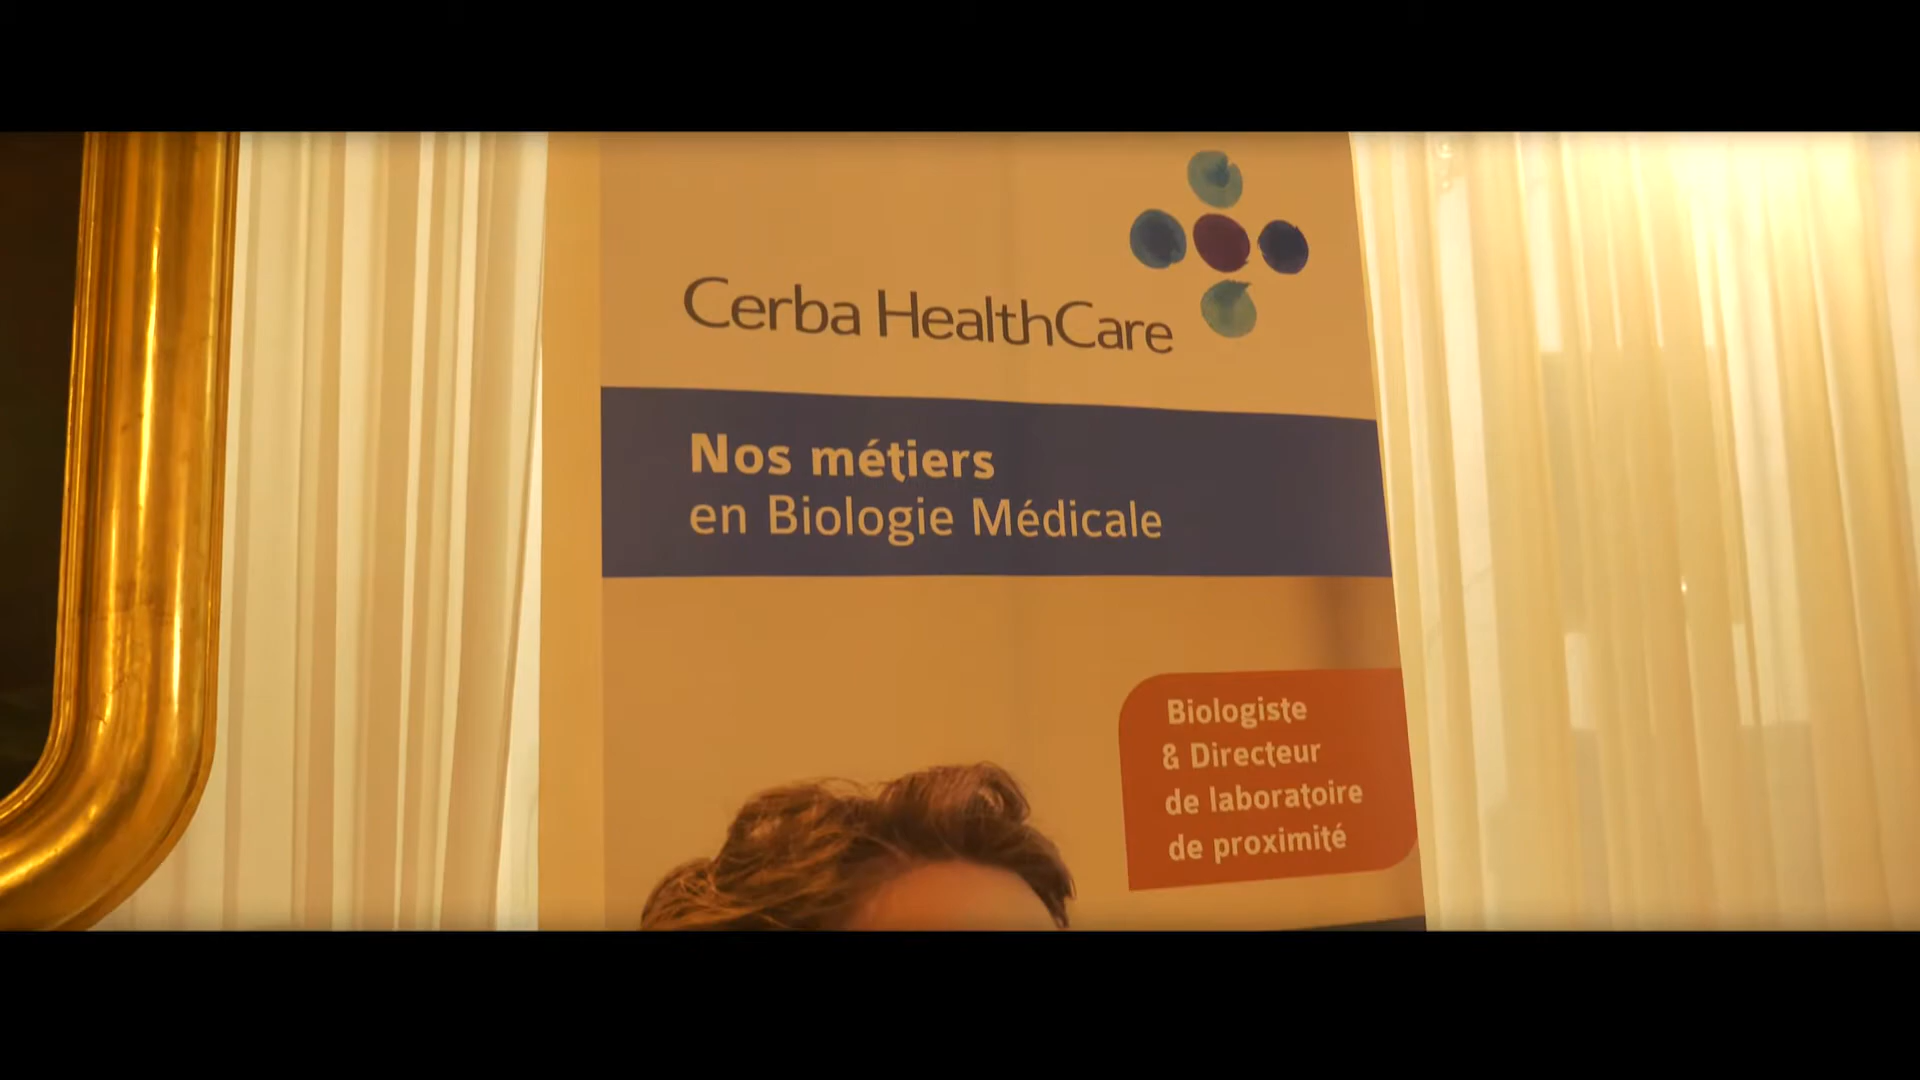 Cerba HealthCare
Nos métiers
en Biologie Médicale
Biologiste
& Directeur
de laboratoire
de proximité